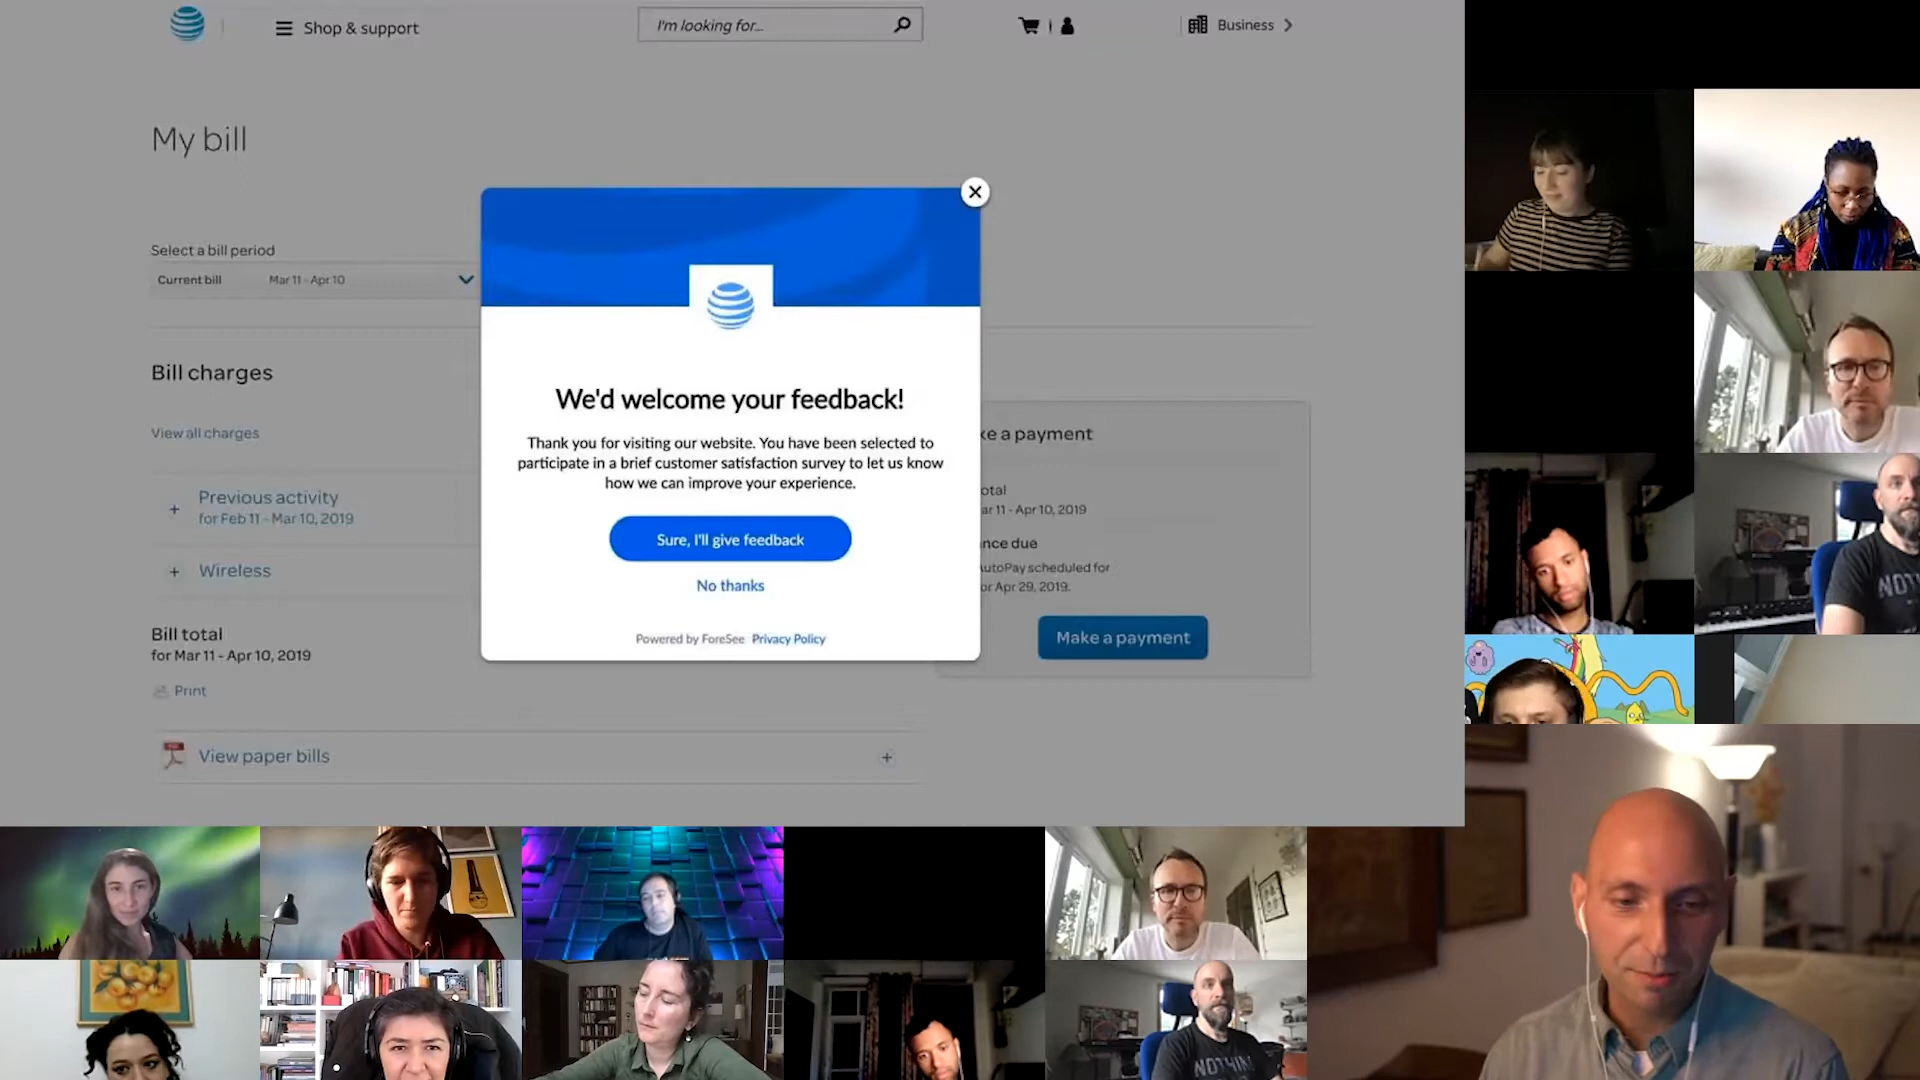 Shop & support
I'm looking for...
Business
My bill
Select a bill period
Current bill Mar 11 - Apr 10
Bill charges
View all charges
+ Previous activity
for Feb 11 - Mar 10, 2019
+ Wireless
Bill total
for Mar 11 - Apr 10, 2019
Print
View paper bills +
We'd welcome your feedback!
Thank you for visiting our website. You have been selected to
participate in a brief customer satisfaction survey to let us know
how we can improve your experience.
Sure, I'll give feedback
No thanks
Powered by ForeSee Privacy Policy
ke a payment
otal
ar 11 - Apr 10, 2019
nce due
AutoPay scheduled for
or Apr 29, 2019.
Make a payment
NOTH
NOTHIN